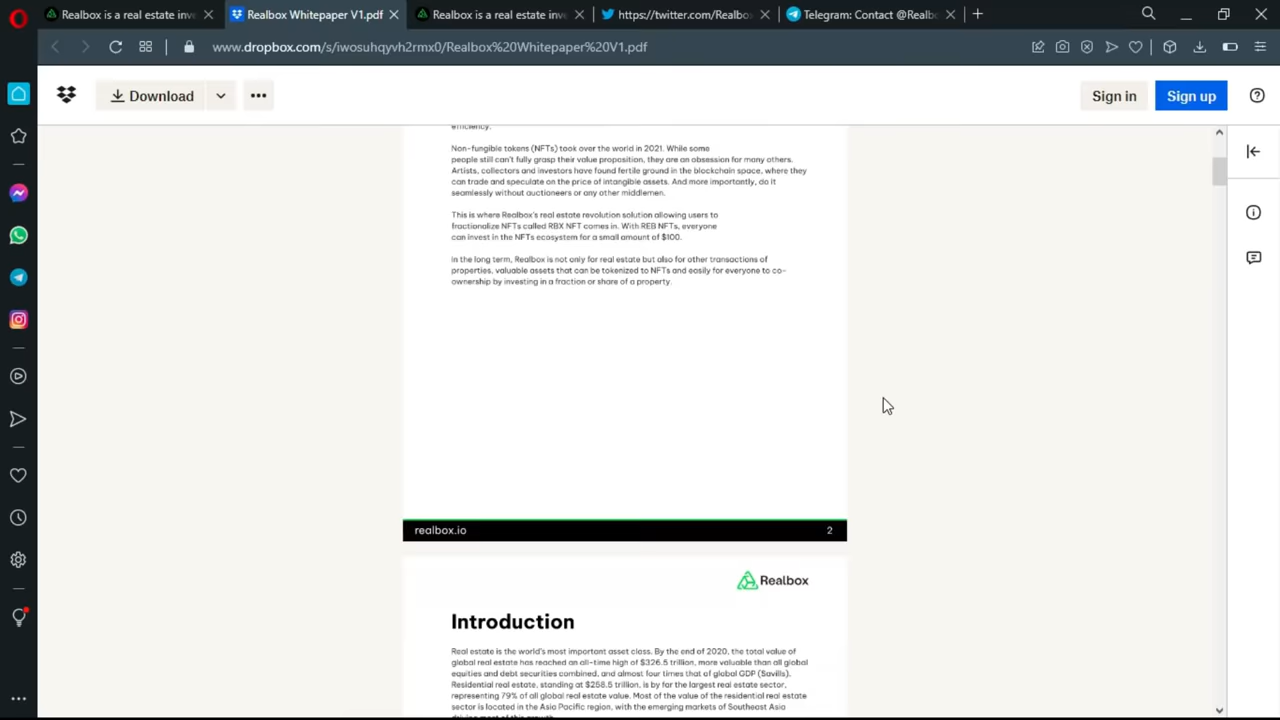 Realbox is a real estate inve
Realbox Whitepaper V1.pdf
Realbox is a real estate inve
https://twitter.com/Realbo
Telegram: Contact @Realbo
www.dropbox.com/s/iwosuhqyvh2rmx0/Realbox%20Whitepaper%20V1.pdf
Download
Sign in
Sign up
efficiency.
Non-fungible tokens (NFTs) took over the world in 2021. While some
people still can't fully grasp their value proposition, they are an obsession for many others.
Artists, collectors and investors have found fertile ground in the blockchain space, where they
can trade and speculate on the price of intangible assets. And more importantly, do it
seamlessly without auctioneers or any other middlemen.
This is where Realbox's real estate revolution solution allowing users to
fractionalize NFTs called RBX NFT comes in. With REB NFTs, everyone
can invest in the NFTs ecosystem for a small amount of $100.
In the long term, Realbox is not only for real estate but also for other transactions of
properties, valuable assets that can be tokenized to NFTs and easily for everyone to co-
ownership by investing in a fraction or share of a property.
realbox.io
2
Realbox
Introduction
Real estate is the world's most important asset class. By the end of 2020, the total value of
global real estate has reached an all-time high of $326.5 trillion, more valuable than all global
equities and debt securities combined, and almost four times that of global GDP (Savills).
Residential real estate, standing at $258.5 trillion, is by far the largest real estate sector,
representing 79% of all global real estate value. Most of the value of the residential real estate
sector is located in the Asia Pacific region, with the emerging markets of Southeast Asia
driving most of this growth.